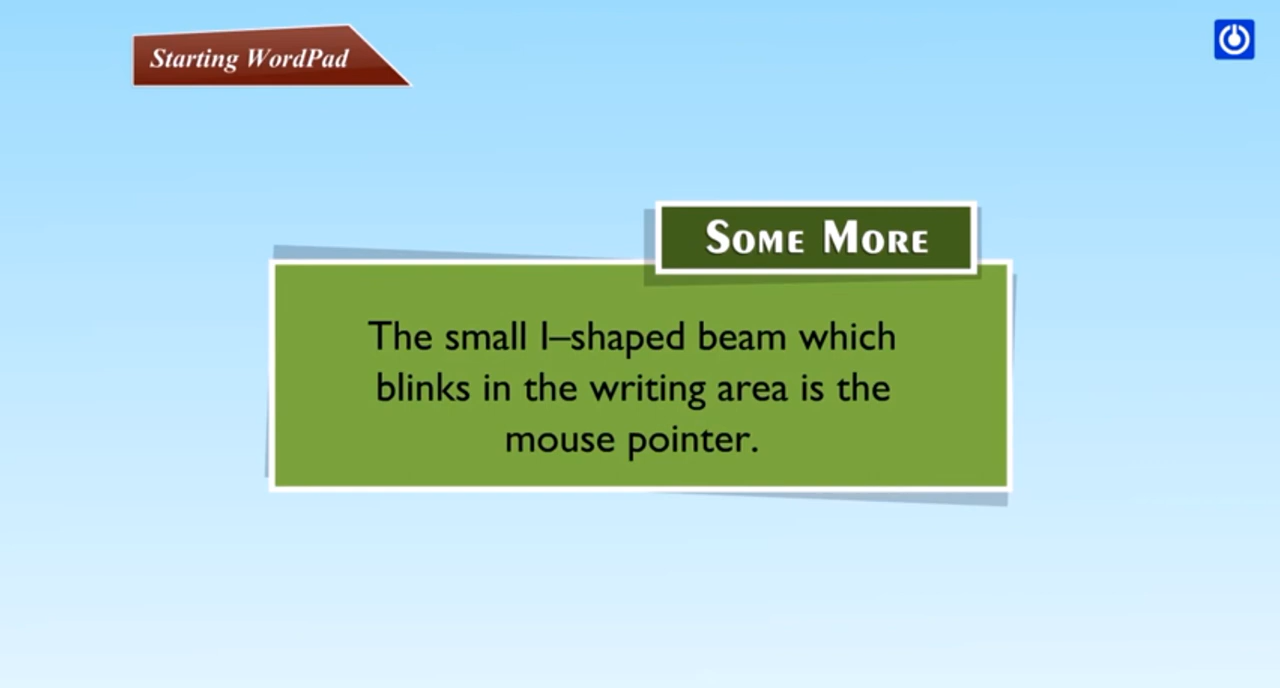 Starting WordPad
SOME MORE
The small I–shaped beam which
blinks in the writing area is the
mouse pointer.